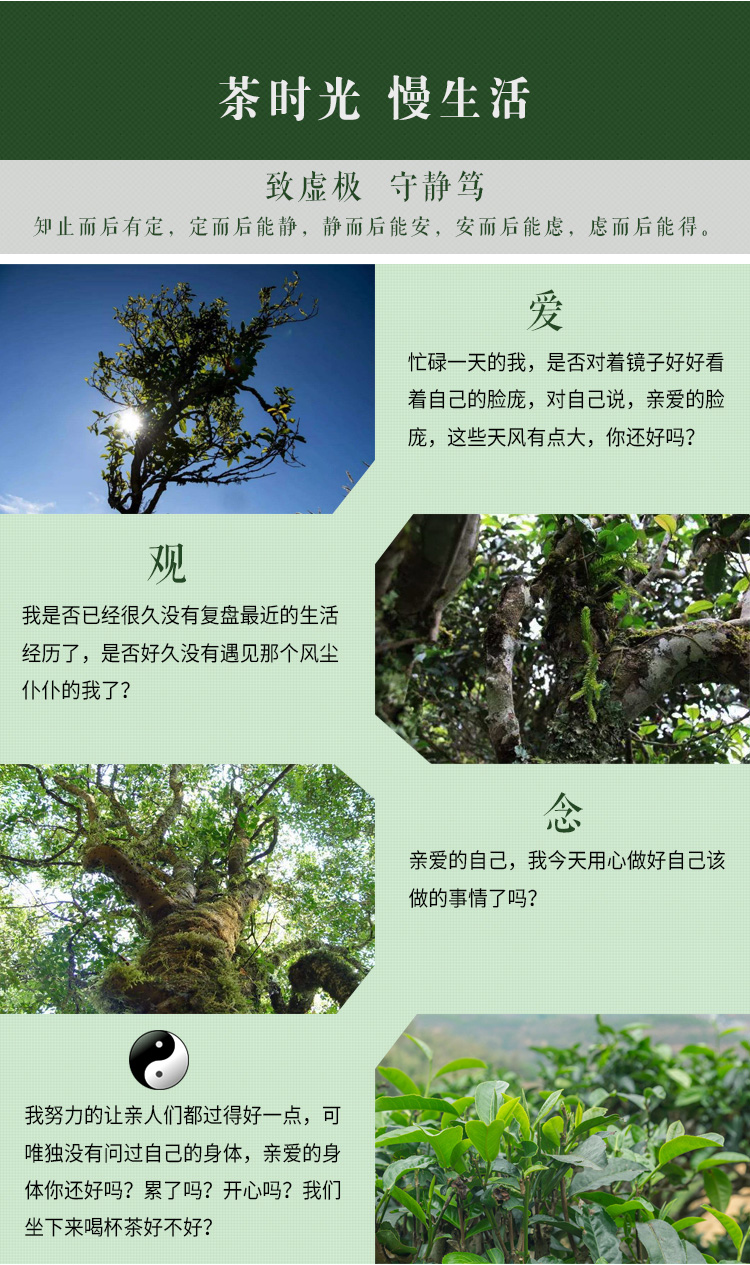 茶时光 慢生活
致虚极 守静笃
知止而后有定，定而后能静，静而后能安，安而后能虑，虑而后能得。
爱
忙碌一天的我，是否对着镜子好好看
着自己的脸庞，对自己说，亲爱的脸
庞，这些天风有点大，你还好吗？
观
我是否已经很久没有复盘最近的生活
经历了，是否好久没有遇见那个风尘
仆仆的我了？
念
亲爱的自己，我今天用心做好自己该
做的事情了吗？
我努力的让亲人们都过得好一点，可
唯独没有问过自己的身体，亲爱的身
体你还好吗？累了吗？开心吗？我们
坐下来喝杯茶好不好？